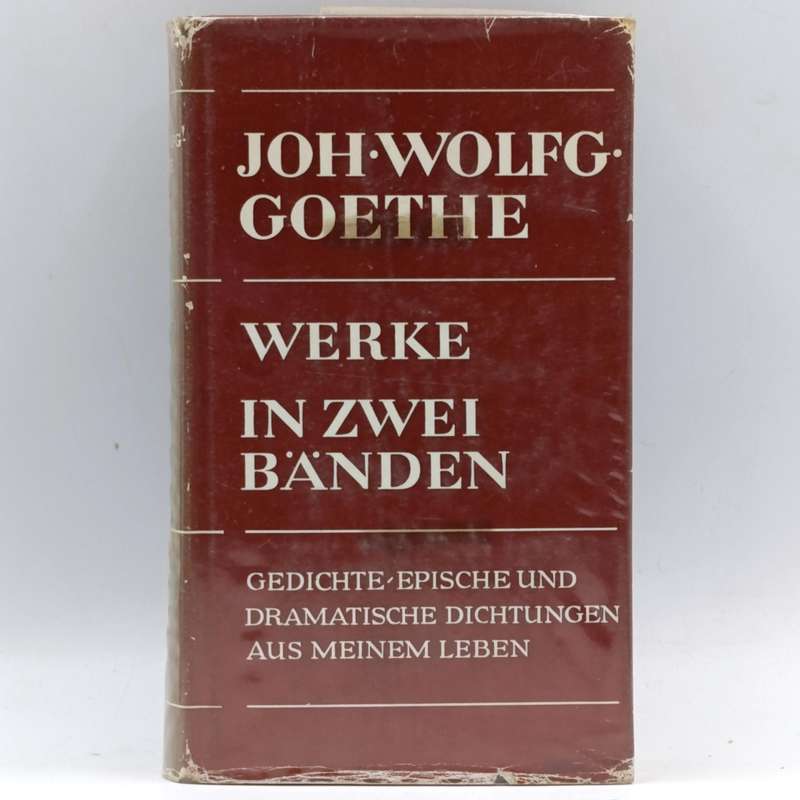 JOH·WOLFG·
GOETHE
WERKE
IN ZWEI
BÄNDEN
GEDICHTE-EPISCHE UND
DRAMATISCHE DICHTUNGEN
AUS MEINEM LEBEN